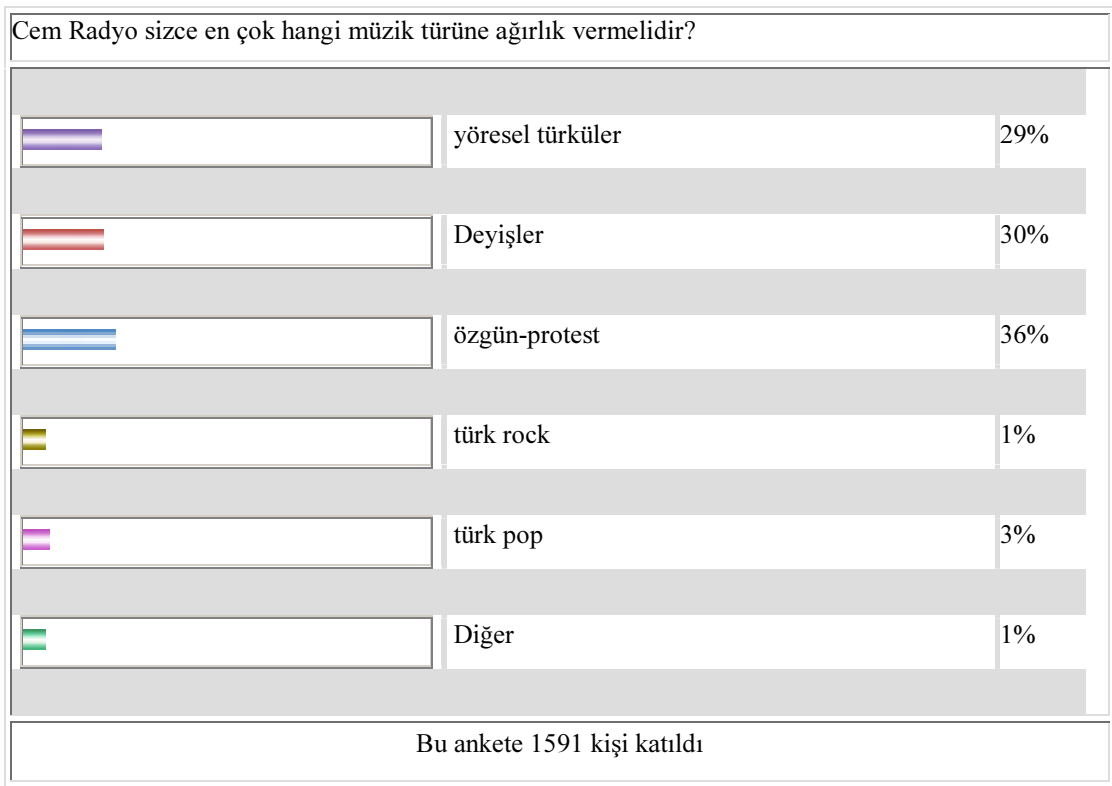 Cem Radyo sizce en çok hangi müzik türüne ağırlık vermelidir?
yöresel türküler 29%
Deyişler 30%
özgün-protest 36%
türk rock 1%
türk pop 3%
Diğer 1%
Bu ankete 1591 kişi katıldı